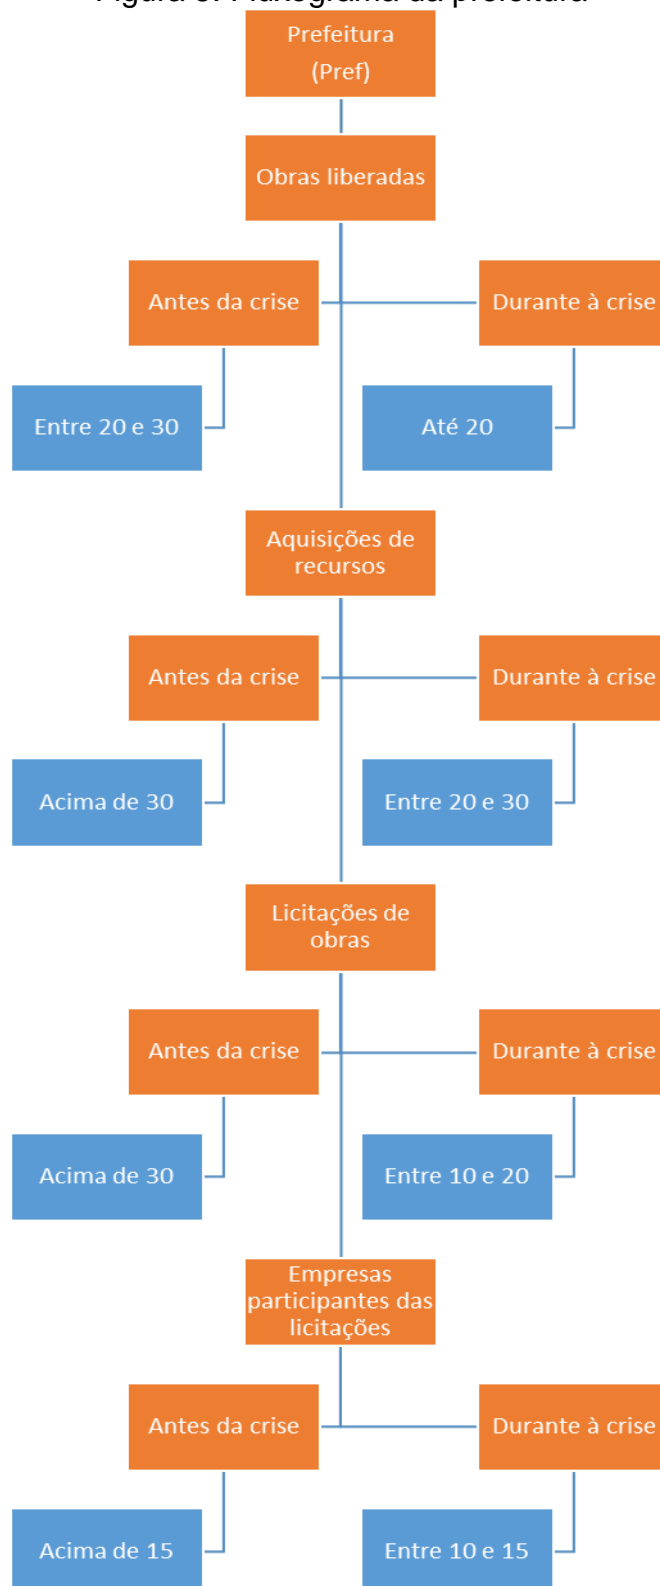 Prefeitura
(Pref)
Obras liberadas
Antes da crise
Durante à crise
Entre 20 e 30
Até 20
Aquisições de
recursos
Antes da crise
Durante à crise
Acima de 30
Entre 20 e 30
Licitações de
obras
Antes da crise
Durante à crise
Acima de 30
Entre 10 e 20
Empresas
participantes das
licitações
Antes da crise
Durante à crise
Acima de 15
Entre 10 e 15